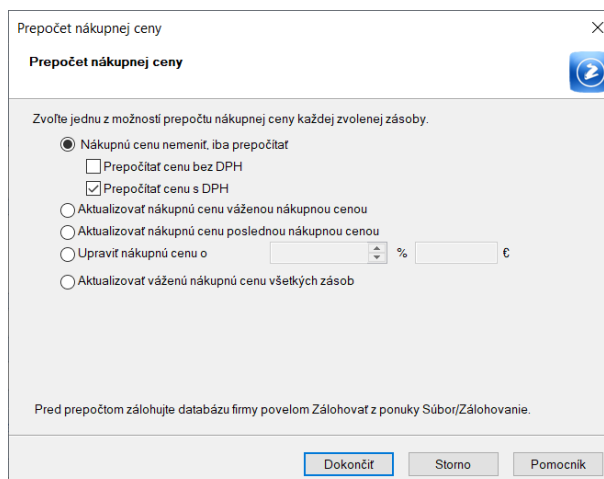 Prepočet nákupnej ceny
Prepočet nákupnej ceny
Zvoľte jednu z možností prepočtu nákupnej ceny každej zvolenej zásoby.
Nákupnú cenu nemeniť, iba prepočítať
Prepočítať cenu bez DPH
Prepočítať cenu s DPH
Aktualizovať nákupnú cenu váženou nákupnou cenou
Aktualizovať nákupnú cenu poslednou nákupnou cenou
Upraviť nákupnú cenu o % €
Aktualizovať váženú nákupnú cenu všetkých zásob
Pred prepočtom zálohujte databázu firmy povelom Zálohovať z ponuky Súbor/Zálohovanie.
Dokončiť Storno Pomocník